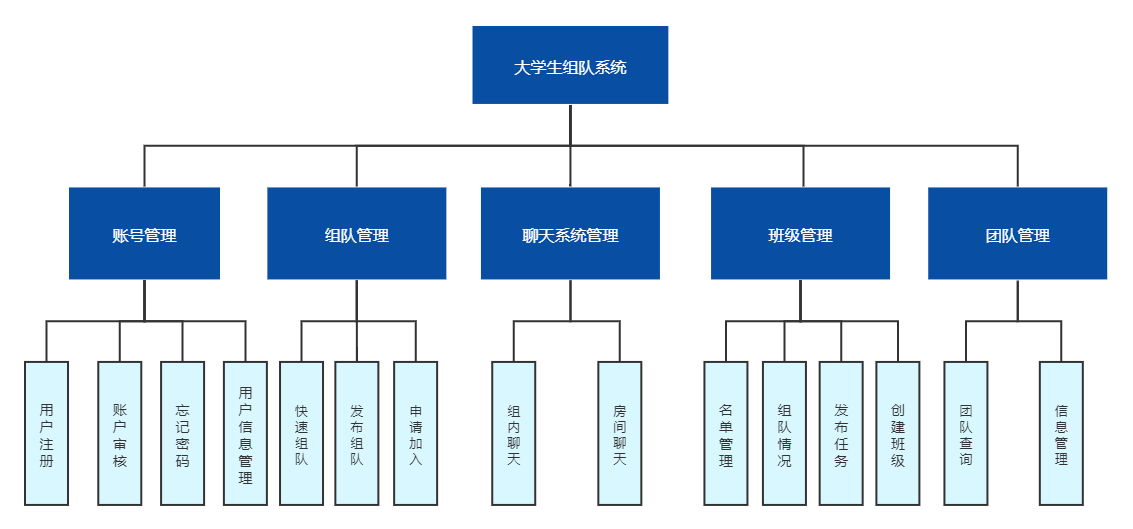 大学生组队系统
账号管理
组队管理
聊天系统管理
班级管理
团队管理
用户注册
账户审核
忘记密码
用户信息管理
快速组队
发布组队
申请加入
组内聊天
房间聊天
名单管理
组队情况
发布任务
创建班级
团队查询
信息管理